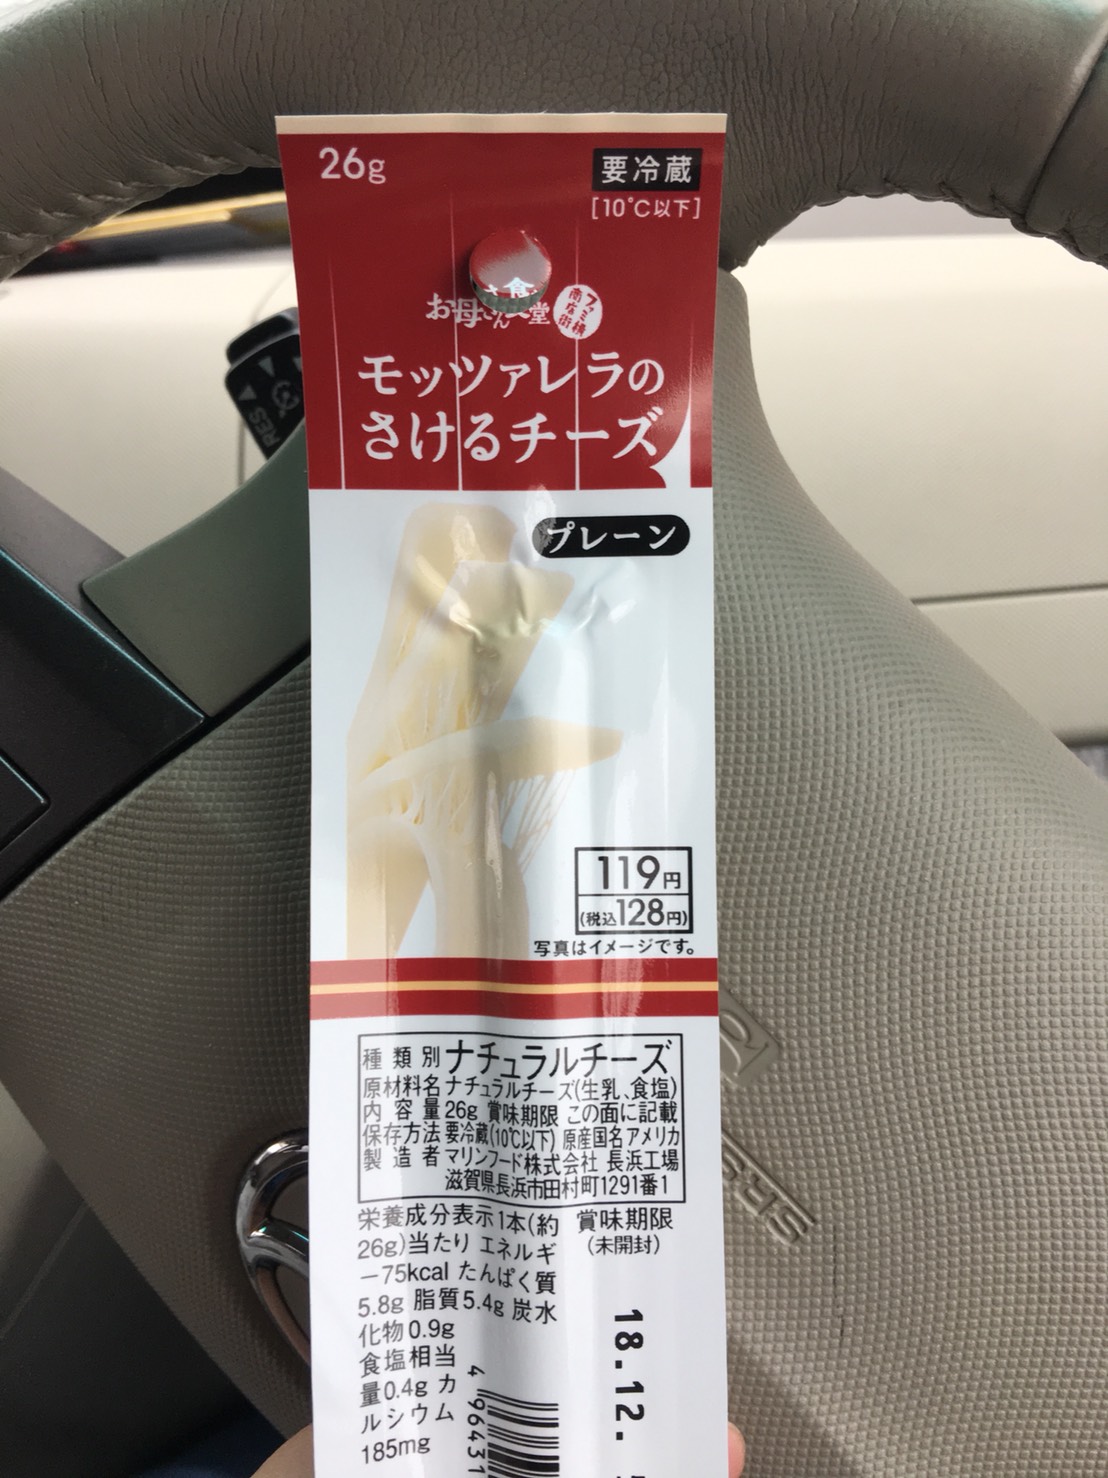 26g
要冷蔵
[10℃以下]
お母さん食堂
ファミ横商店街
モッツァレラの
さけるチーズ
プレーン
119円
(税込128円)
写真はイメージです。
種類別 ナチュラルチーズ
原材料名 ナチュラルチーズ(生乳、食塩)
内容量 26g 賞味期限 この面に記載
保存方法 要冷蔵(10℃以下) 原産国名 アメリカ
製造者 マリンフード株式会社 長浜工場
滋賀県長浜市田村町1291番1
栄養成分表示1本(約
26g)当たり エネルギ
ー75kcal たんぱく質
5.8g 脂質5.4g 炭水
化物0.9g
食塩相当
量0.4g カ
ルシウム
185mg
賞味期限
(未開封)
18.12.
4 96431
RES
SRS